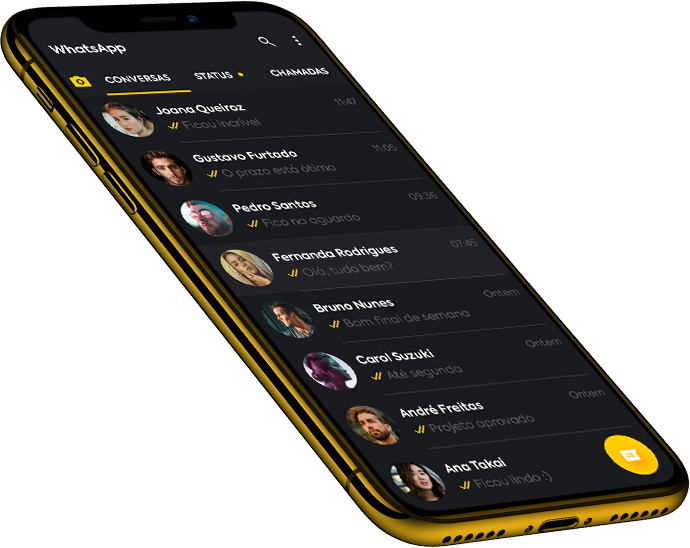 WhatsApp
CONVERSAS STATUS CHAMADAS
Joana Queiroz 11:47
Ficou incrível
Gustavo Furtado 11:05
O prazo está ótimo
Pedro Santos 09:36
Fico no aguardo
Fernanda Rodrigues 07:45
Olá, tudo bem?
Bruno Nunes Ontem
Bom final de semana
Carol Suzuki Ontem
Até segunda
André Freitas Ontem
Projeto aprovado
Ana Takai
Ficou lindo :)